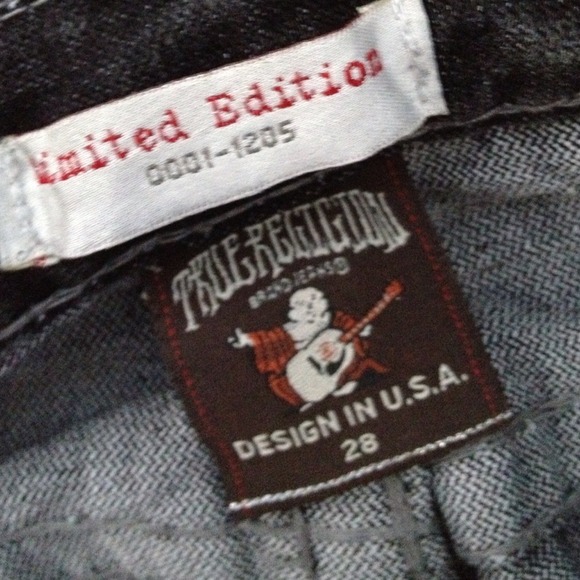 Limited Edition
0001-1205
TRUE RELIGION
BRAND JEANS®
DESIGN IN U.S.A.
28